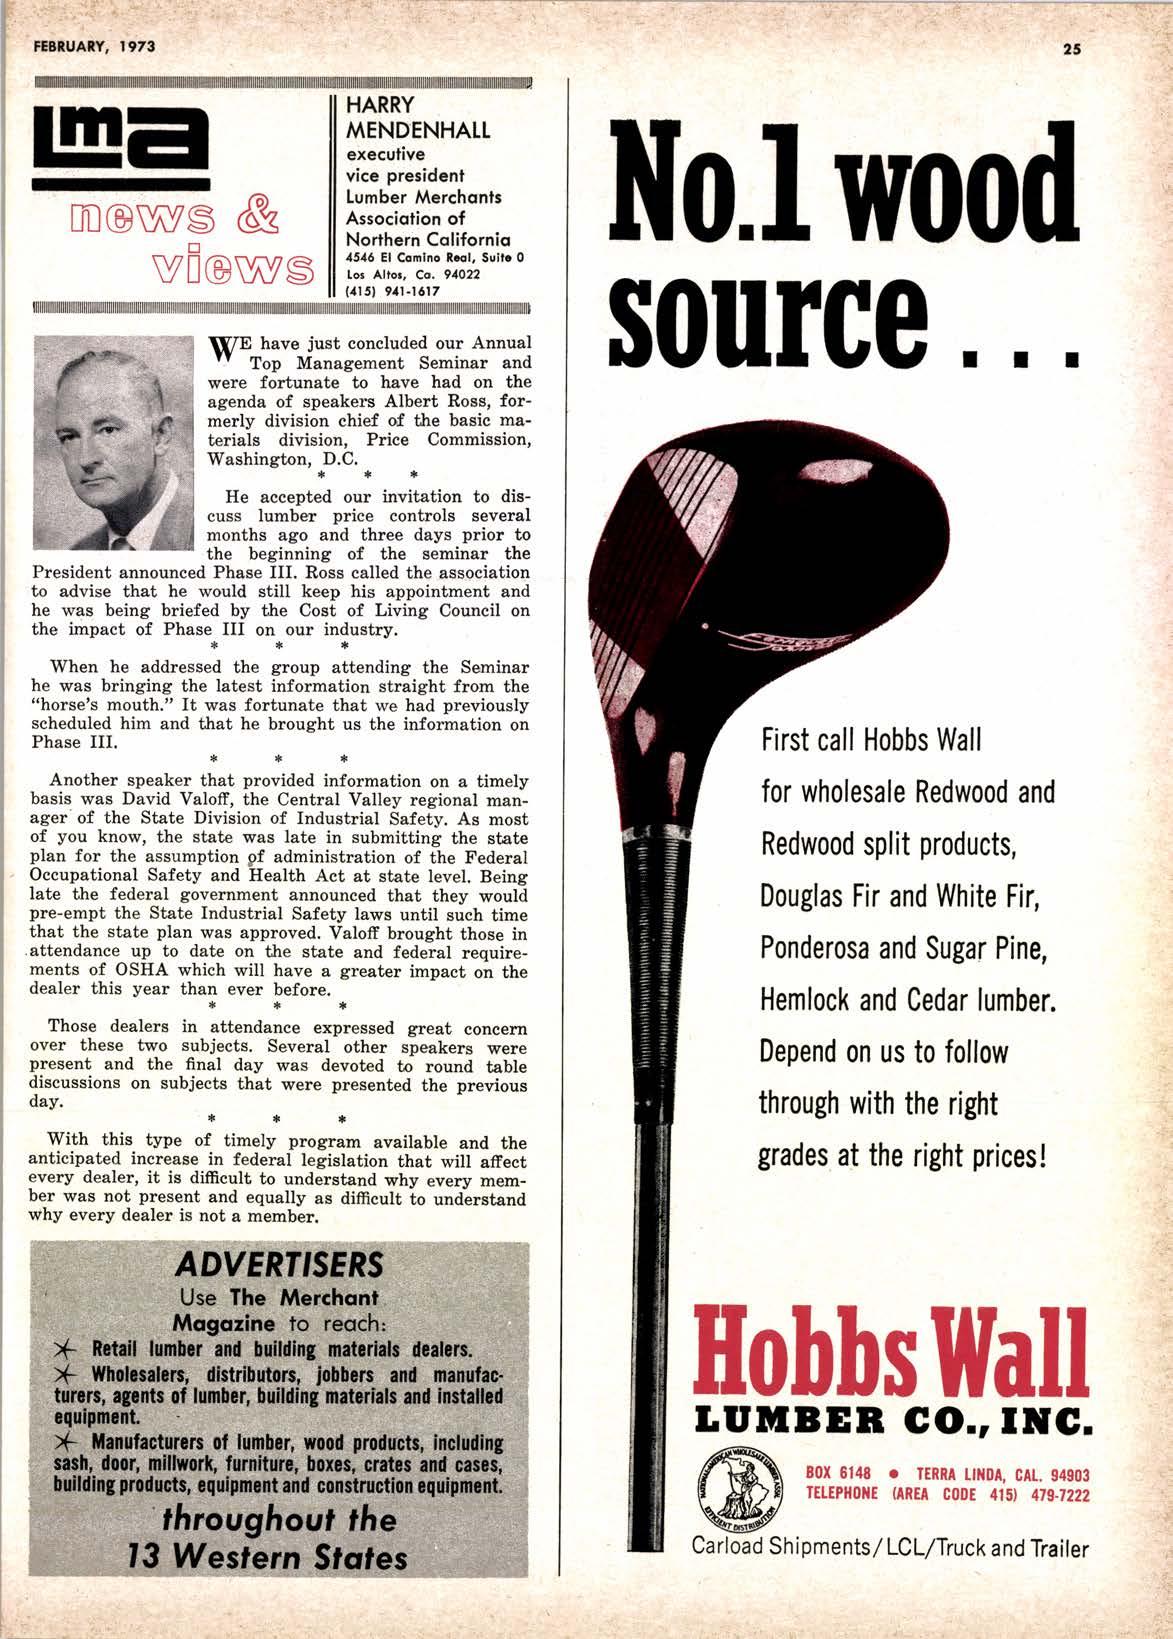 FEBRUARY, 1973
25
Lma
news &
views
HARRY
MENDENHALL
executive
vice president
Lumber Merchants
Association of
Northern California
4546 El Camino Real, Suite O
Los Altos, Ca. 94022
(415) 941-1617
WE have just concluded our Annual
Top Management Seminar and
were fortunate to have had on the
agenda of speakers Albert Ross, for-
merly division chief of the basic ma-
terials division, Price Commission,
Washington, D.C.
* * *
He accepted our invitation to dis-
cuss lumber price controls several
months ago and three days prior to
the beginning of the seminar the
President announced Phase III. Ross called the association
to advise that he would still keep his appointment and
he was being briefed by the Cost of Living Council on
the impact of Phase III on our industry.
* * *
When he addressed the group attending the Seminar
he was bringing the latest information straight from the
“horse’s mouth.” It was fortunate that we had previously
scheduled him and that he brought us the information on
Phase III.
* * *
Another speaker that provided information on a timely
basis was David Valoff, the Central Valley regional man-
ager of the State Division of Industrial Safety. As most
of you know, the state was late in submitting the state
plan for the assumption of administration of the Federal
Occupational Safety and Health Act at state level. Being
late the federal government announced that they would
pre-empt the State Industrial Safety laws until such time
that the state plan was approved. Valoff brought those in
attendance up to date on the state and federal require-
ments of OSHA which will have a greater impact on the
dealer this year than ever before.
* * *
Those dealers in attendance expressed great concern
over these two subjects. Several other speakers were
present and the final day was devoted to round table
discussions on subjects that were presented the previous
day.
* * *
With this type of timely program available and the
anticipated increase in federal legislation that will affect
every dealer, it is difficult to understand why every mem-
ber was not present and equally as difficult to understand
why every dealer is not a member.
ADVERTISERS
Use The Merchant
Magazine to reach:
* Retail lumber and building materials dealers.
* Wholesalers, distributors, jobbers and manufac-
turers, agents of lumber, building materials and installed
equipment.
* Manufacturers of lumber, wood products, including
sash, door, millwork, furniture, boxes, crates and cases,
building products, equipment and construction equipment.
throughout the
13 Western States
No.1 wood
source . . .
First call Hobbs Wall
for wholesale Redwood and
Redwood split products,
Douglas Fir and White Fir,
Ponderosa and Sugar Pine,
Hemlock and Cedar lumber.
Depend on us to follow
through with the right
grades at the right prices!
Hobbs Wall
LUMBER CO., INC.
NATIONAL-AMERICAN WHOLESALE LUMBER ASSN.
EFFICIENT DISTRIBUTION
BOX 6148 • TERRA LINDA, CAL. 94903
TELEPHONE (AREA CODE 415) 479-7222
Carload Shipments/LCL/Truck and Trailer